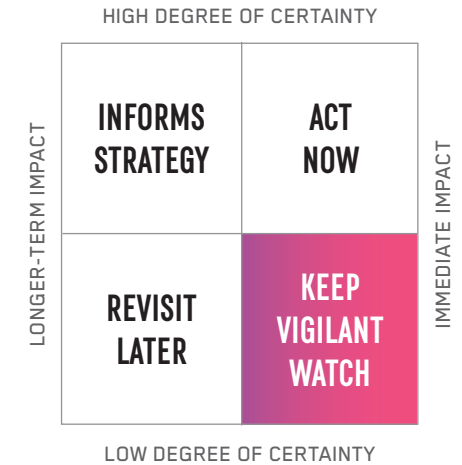 HIGH DEGREE OF CERTAINTY
LONGER-TERM IMPACT
INFORMS
STRATEGY
ACT
NOW
REVISIT
LATER
KEEP
VIGILANT
WATCH
IMMEDIATE IMPACT
LOW DEGREE OF CERTAINTY